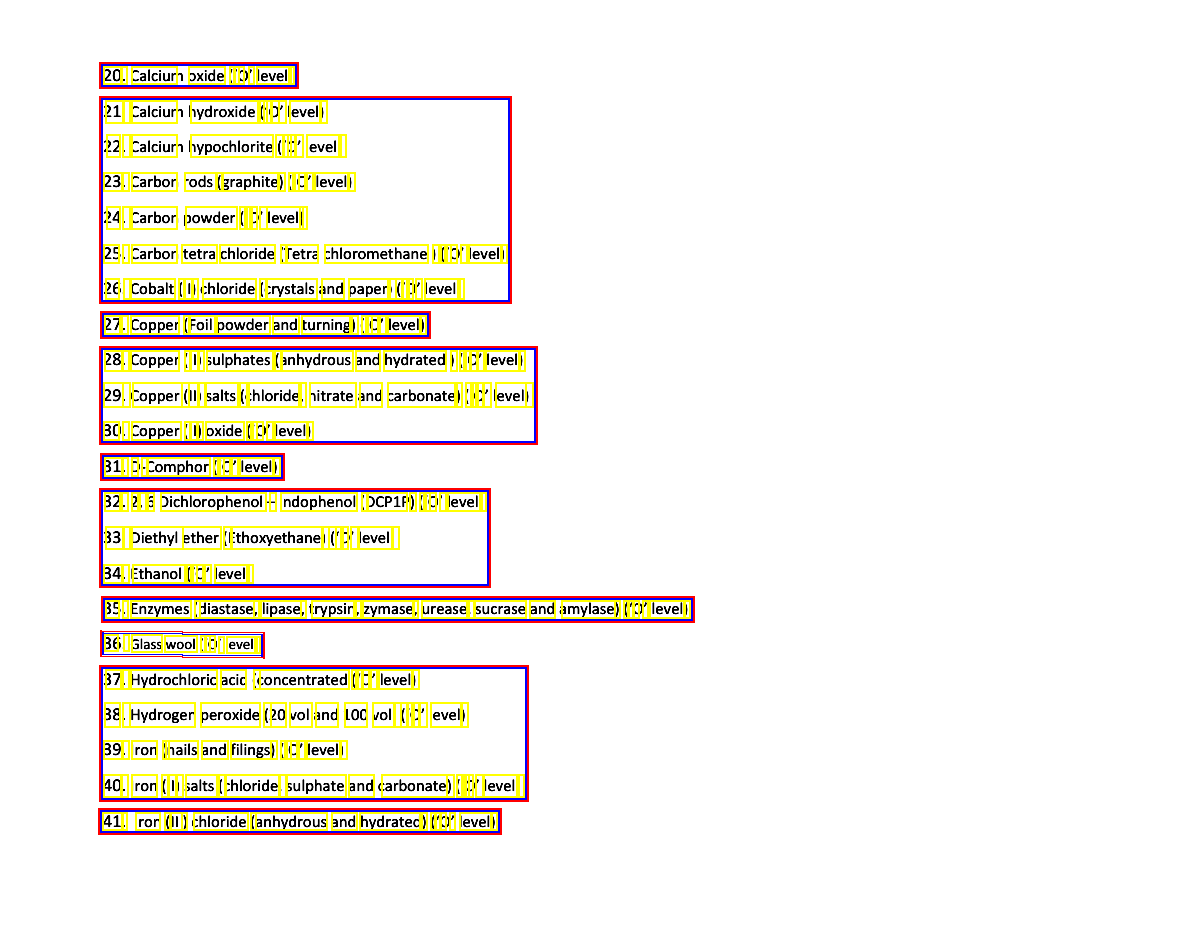 20. Calcium oxide ('O' level)
21. Calcium hydroxide ('O' level)
22. Calcium hypochlorite ('O' level)
23. Carbon rods (graphite) ('O' level)
24. Carbon powder ('O' level)
25. Carbon tetra chloride (Tetra chloromethane) ('O' level)
26. Cobalt (II) chloride (crystals and paper) ('O' level)
27. Copper (Foil powder and turning) ('O' level)
28. Copper (II) sulphates (anhydrous and hydrated) ('O' level)
29. Copper (II) salts (chloride, nitrate and carbonate) ('O' level)
30. Copper (II) oxide ('O' level)
31. D-Comphor ('O' level)
32. 2, 6 Dichlorophenol – Indophenol (DCP1P) ('O' level)
33. Diethyl ether (Ethoxyethane) ('O' level)
34. Ethanol ('O' level)
35. Enzymes (diastase, lipase, trypsin, zymase, urease, sucrase and amylase) ('O' level)
36. Glass wool ('O' level)
37. Hydrochloric acid (concentrated ('O' level)
38. Hydrogen peroxide (20 vol and 100 vol) ('O' level)
39. Iron (nails and filings) ('O' level)
40. Iron (II) salts (chloride, sulphate and carbonate) ('O' level)
41. Iron (III) chloride (anhydrous and hydrated) ('O' level)